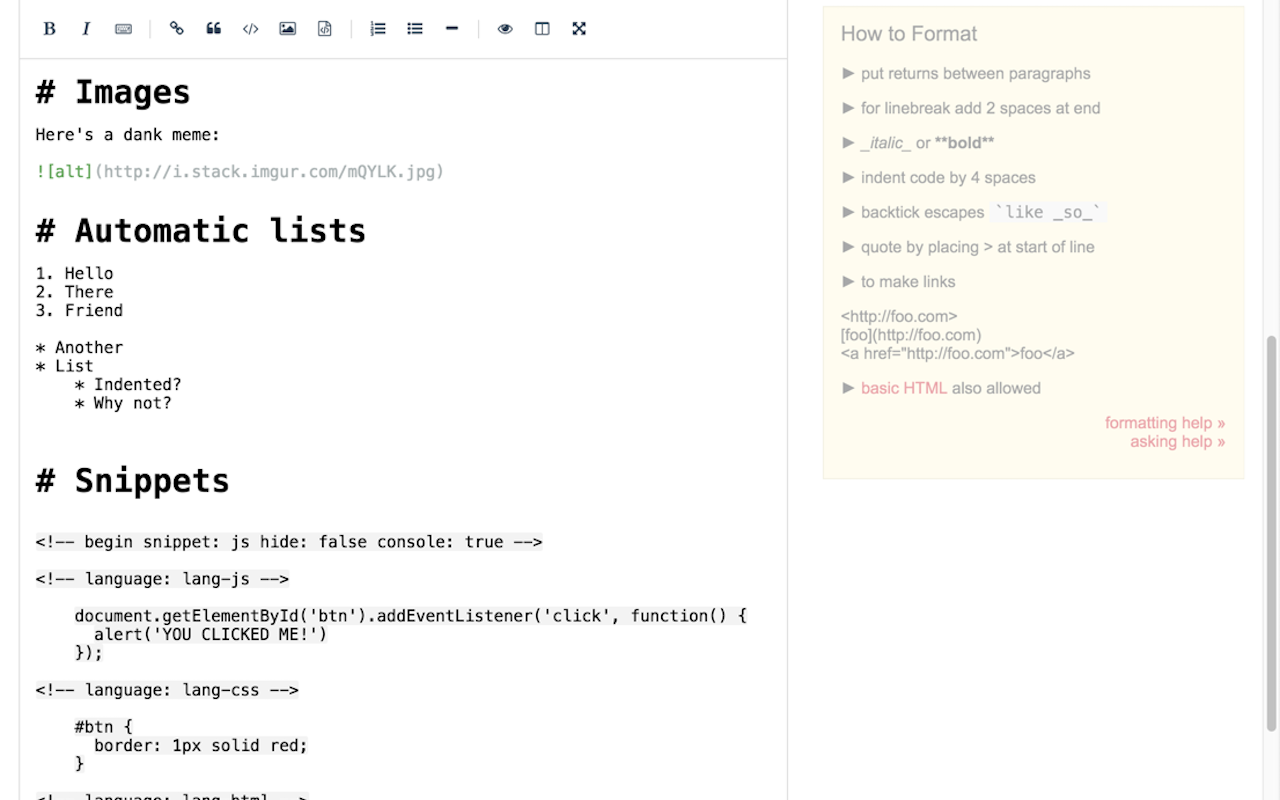 # Images
Here's a dank meme:
![alt](http://i.stack.imgur.com/mQYLK.jpg)
# Automatic lists
1. Hello
2. There
3. Friend
* Another
* List
    * Indented?
    * Why not?
# Snippets
<!-- begin snippet: js hide: false console: true -->
<!-- language: lang-js -->
    document.getElementById('btn').addEventListener('click', function() {
      alert('YOU CLICKED ME!')
    });
<!-- language: lang-css -->
    #btn {
      border: 1px solid red;
    }
<!-- language: lang-html -->
How to Format
► put returns between paragraphs
► for linebreak add 2 spaces at end
► _italic_ or **bold**
► indent code by 4 spaces
► backtick escapes `like _so_`
► quote by placing > at start of line
► to make links
<http://foo.com>
[foo](http://foo.com)
<a href="http://foo.com">foo</a>
► basic HTML also allowed
formatting help »
asking help »